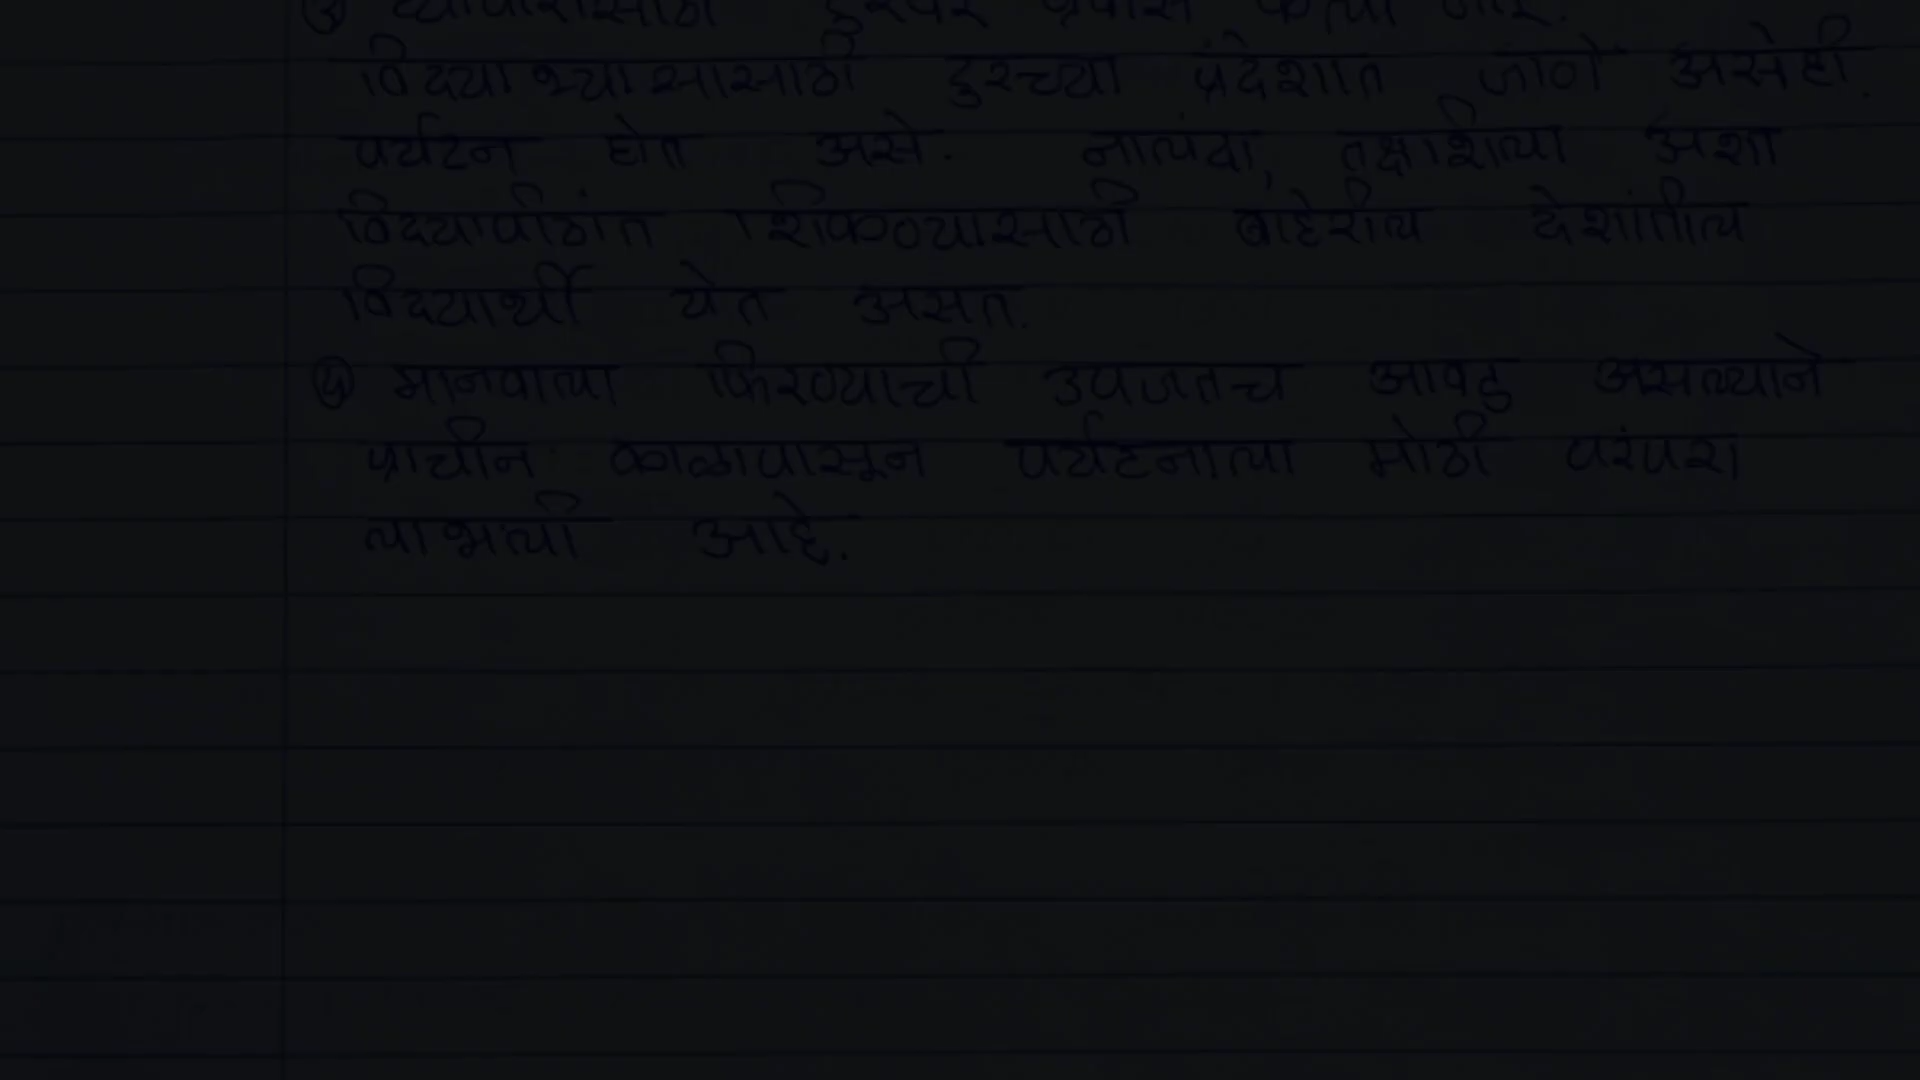 विद्याभ्यासासाठी दुरच्या प्रदेशात जाणे असेही
पर्यटन होत असे. नालंदा, तक्षशिला अशा
विद्यापीठांत शिकण्यासाठी बाहेरील देशांतील
विद्यार्थी येत असत.
मानवाला फिरण्याची उपजतच आवड असल्याने
प्राचीन काळापासून पर्यटनाला मोठी परंपरा
लाभली आहे.